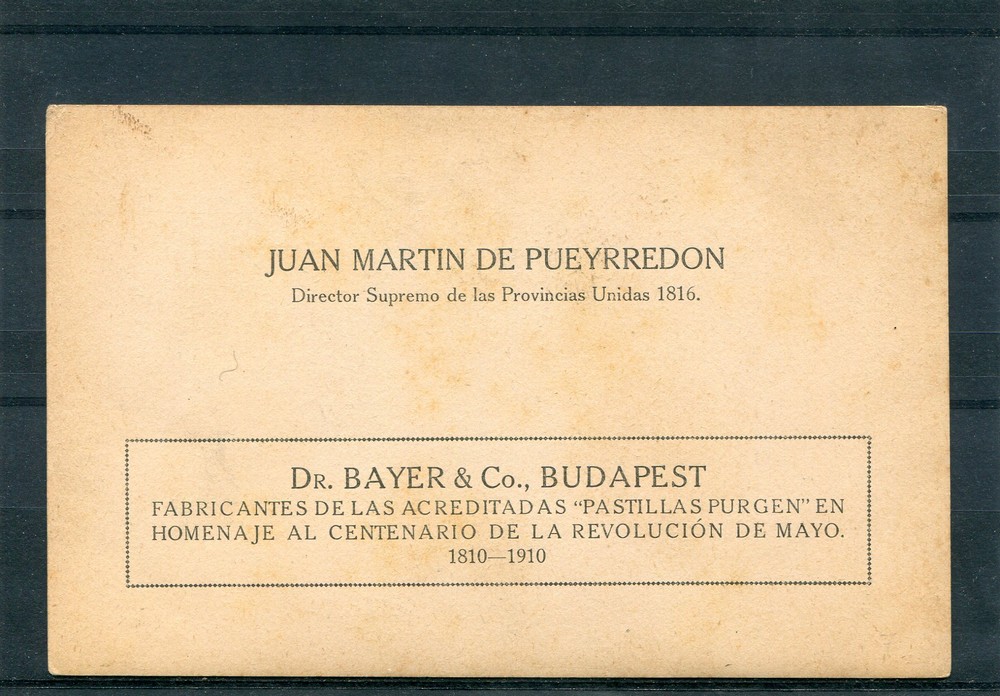 JUAN MARTIN DE PUEYRREDON
Director Supremo de las Provincias Unidas 1816.
DR. BAYER & Co., BUDAPEST
FABRICANTES DE LAS ACREDITADAS “PASTILLAS PURGEN” EN
HOMENAJE AL CENTENARIO DE LA REVOLUCIÓN DE MAYO.
1810—1910